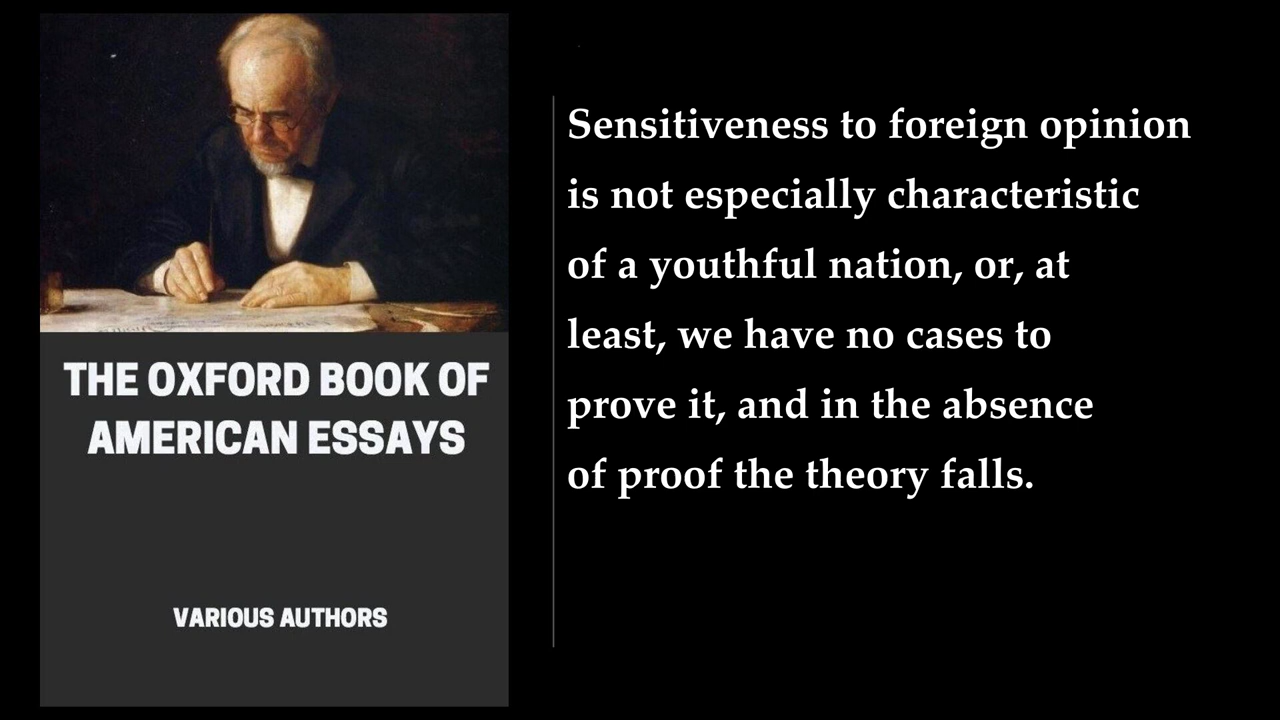 THE OXFORD BOOK OF
AMERICAN ESSAYS
VARIOUS AUTHORS
Sensitiveness to foreign opinion
is not especially characteristic
of a youthful nation, or, at
least, we have no cases to
prove it, and in the absence
of proof the theory falls.